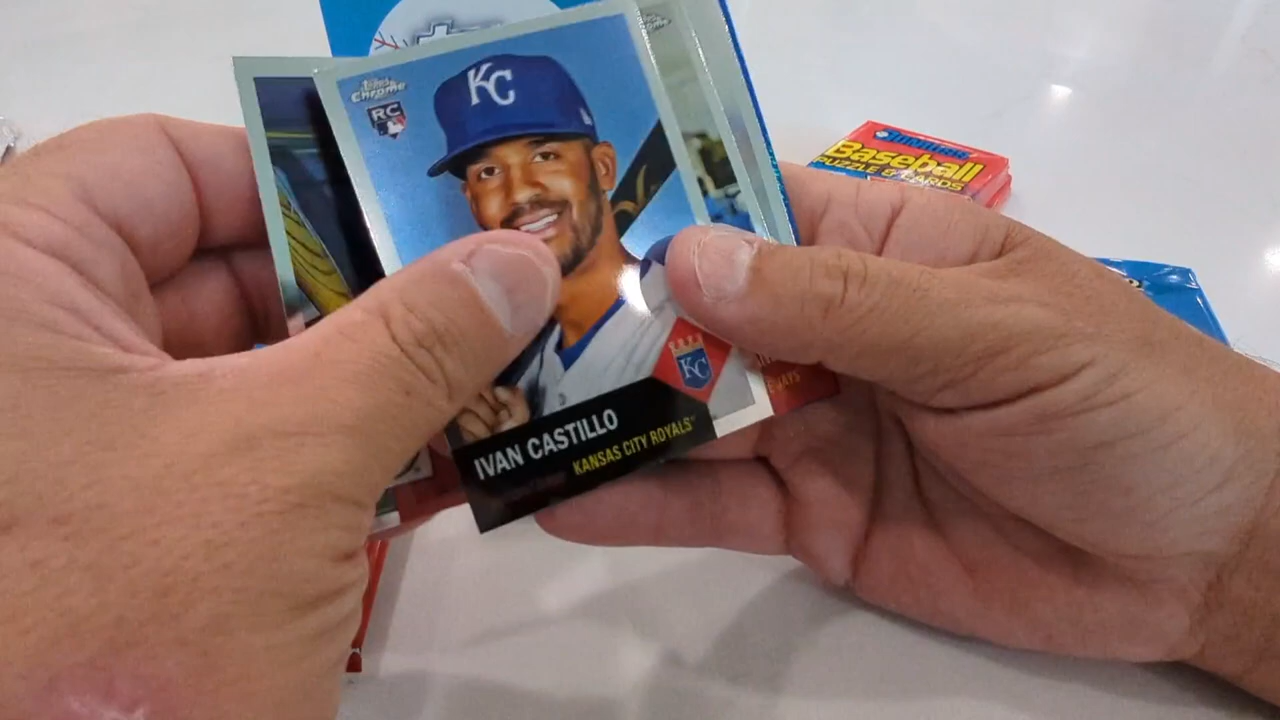 Topps
Chrome
RC
KC
DONRUSS
Baseball
PUZZLE & CARDS
KC
IVAN CASTILLO
KANSAS CITY ROYALS